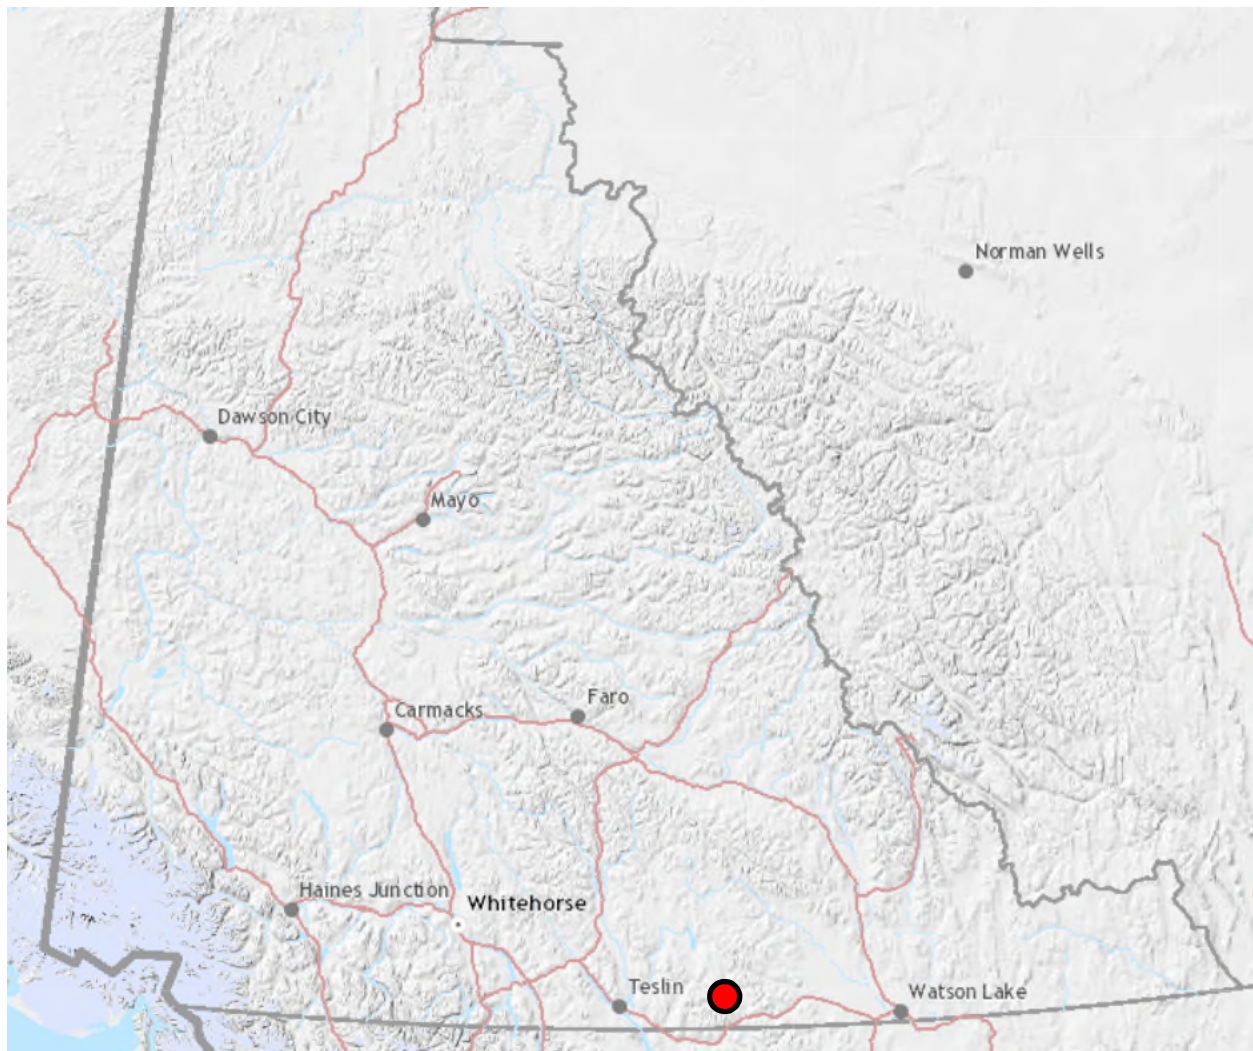 Norman Wells
Dawson City
Mayo
Faro
Carmacks
Haines Junction
Whitehorse
Teslin
Watson Lake